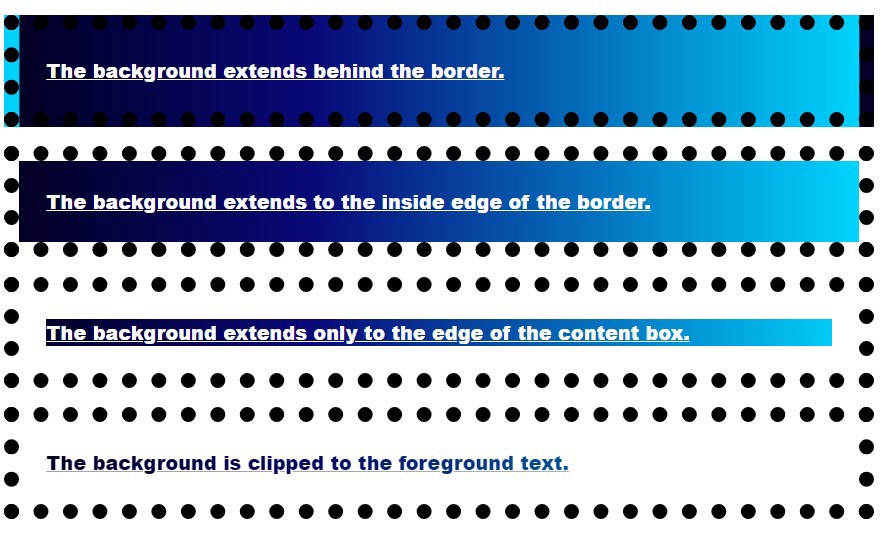 The background extends behind the border.
The background extends to the inside edge of the border.
The background extends only to the edge of the content box.
The background is clipped to the foreground text.